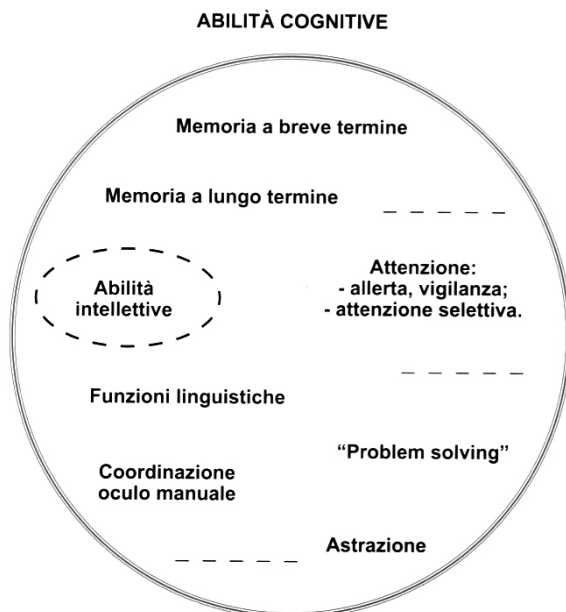 ABILITÀ COGNITIVE
Memoria a breve termine
Memoria a lungo termine
Abilità
intellettive
Attenzione:
- allerta, vigilanza;
- attenzione selettiva.
Funzioni linguistiche
“Problem solving”
Coordinazione
oculo manuale
Astrazione